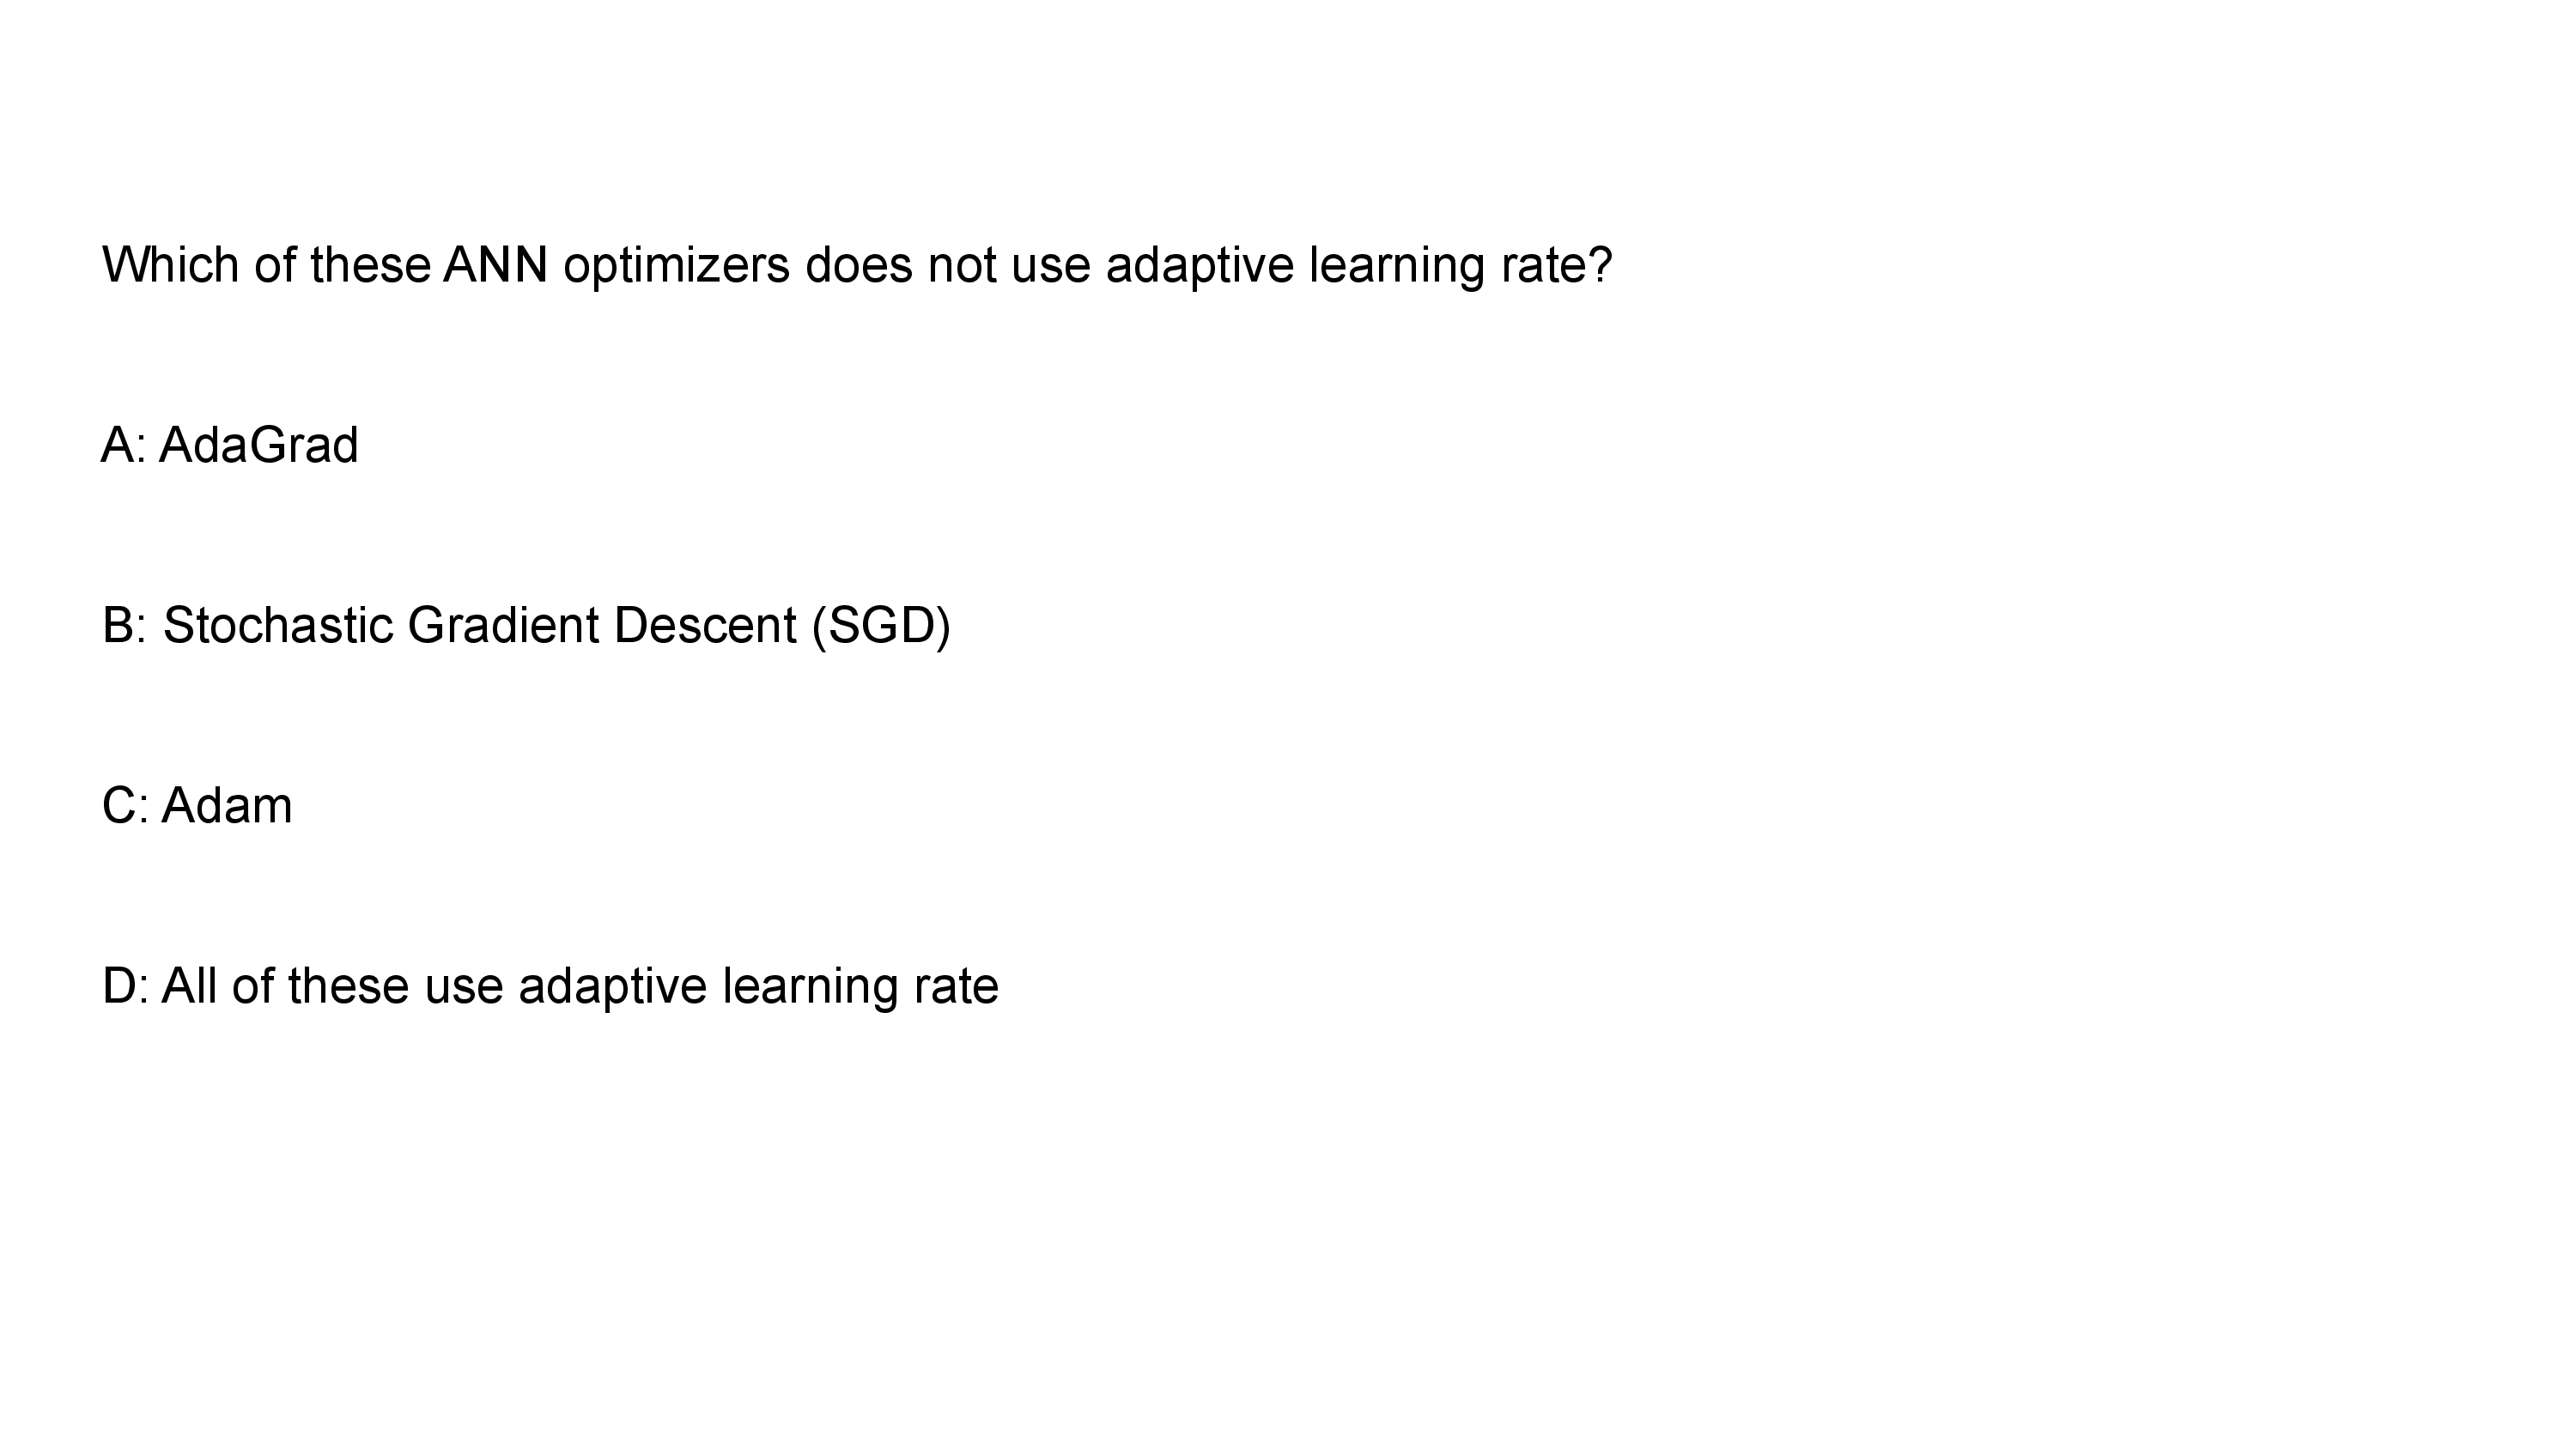 Which of these ANN optimizers does not use adaptive learning rate?
A: AdaGrad
B: Stochastic Gradient Descent (SGD)
C: Adam
D: All of these use adaptive learning rate